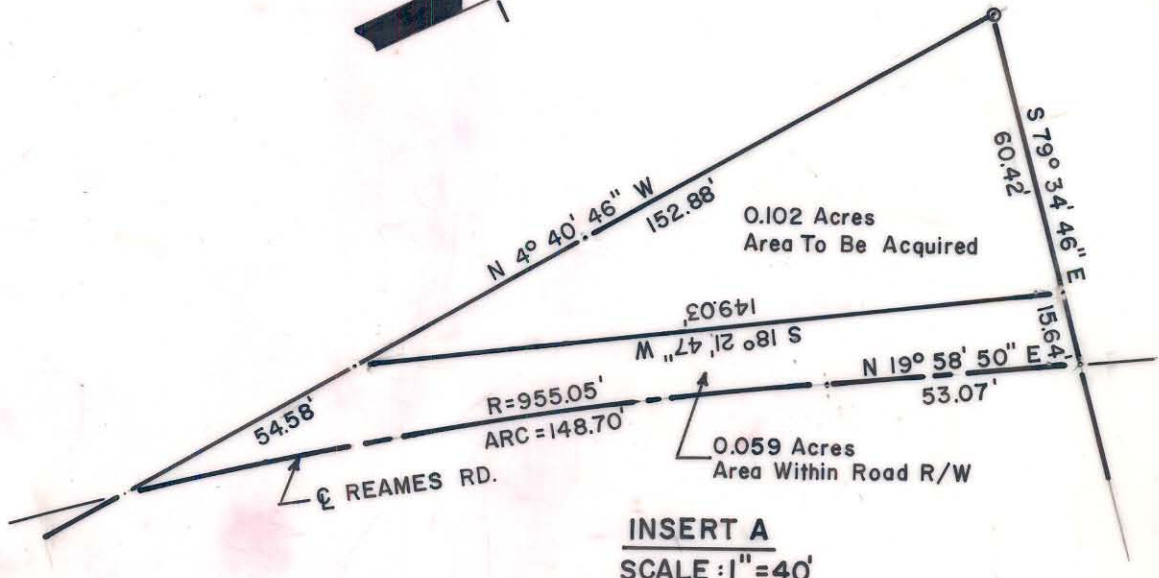 N 4° 40' 46" W
152.88'
S 79° 34' 46" E
60.42'
0.102 Acres
Area To Be Acquired
149.03'
S 18° 21' 47" W
15.64'
N 19° 58' 50" E
53.07'
54.58'
R=955.05'
ARC=148.70'
℄ REAMES RD.
0.059 Acres
Area Within Road R/W
INSERT A
SCALE:1"=40'